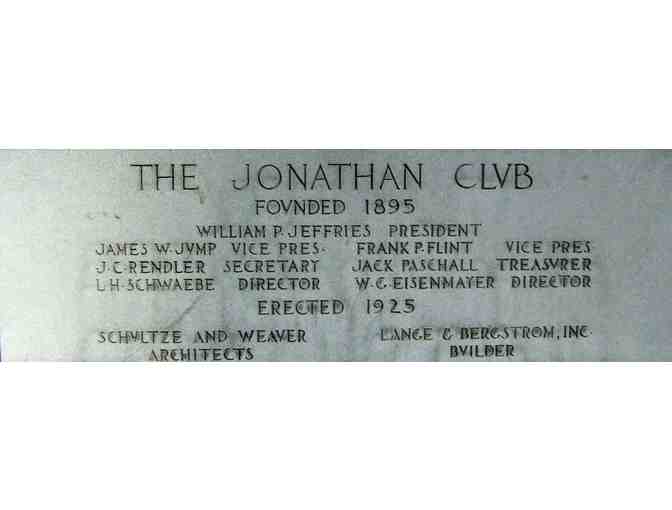 THE JONATHAN CLVB
FOVNDED 1895
WILLIAM P. JEFFRIES PRESIDENT
JAMES W. JVMP VICE PRES. FRANK P. FLINT VICE PRES
J. C. RENDLER SECRETARY JACK PASCHALL TREASVRER
L. H. SCHWAEBE DIRECTOR W. G. EISENMAYER DIRECTOR
ERECTED 1925
SCHVLTZE AND WEAVER LANGE & BERGSTROM, INC.
ARCHITECTS BVILDER